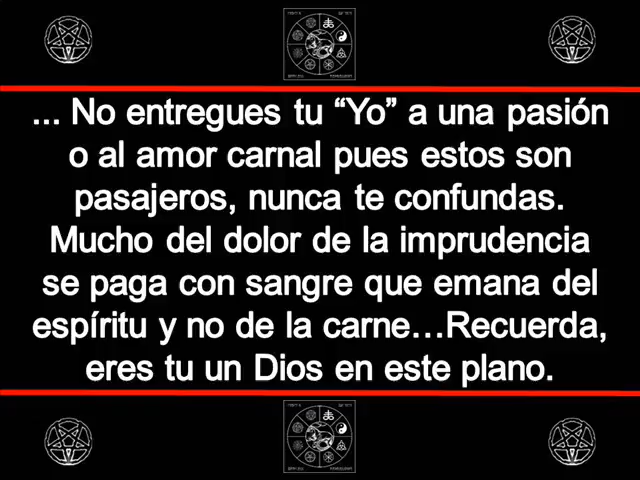 ... No entregues tu “Yo” a una pasión
o al amor carnal pues estos son
pasajeros, nunca te confundas.
Mucho del dolor de la imprudencia
se paga con sangre que emana del
espíritu y no de la carne…Recuerda,
eres tu un Dios en este plano.